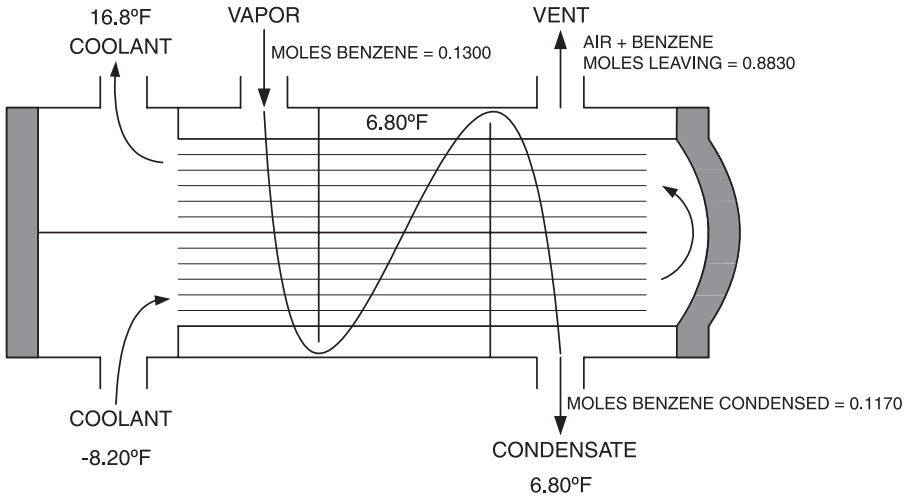 16.8ºF
COOLANT
VAPOR
MOLES BENZENE = 0.1300
VENT
AIR + BENZENE
MOLES LEAVING = 0.8830
6.80ºF
COOLANT
-8.20ºF
MOLES BENZENE CONDENSED = 0.1170
CONDENSATE
6.80ºF